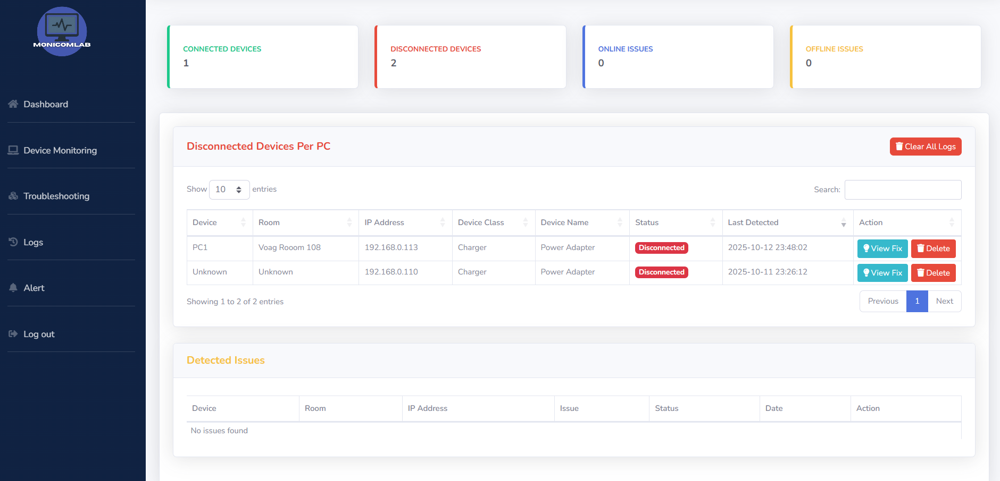 MONICOMLAB
Dashboard
Device Monitoring
Troubleshooting
Logs
Alert
Log out
CONNECTED DEVICES
1
DISCONNECTED DEVICES
2
ONLINE ISSUES
0
OFFLINE ISSUES
0
Disconnected Devices Per PC
Clear All Logs
Show 10 entries
Search:
Device Room IP Address Device Class Device Name Status Last Detected Action
PC1 Voag Rooom 108 192.168.0.113 Charger Power Adapter Disconnected 2025-10-12 23:48:02 View Fix Delete
Unknown Unknown 192.168.0.110 Charger Power Adapter Disconnected 2025-10-11 23:26:12 View Fix Delete
Showing 1 to 2 of 2 entries
Previous 1 Next
Detected Issues
Device Room IP Address Issue Status Date Action
No issues found